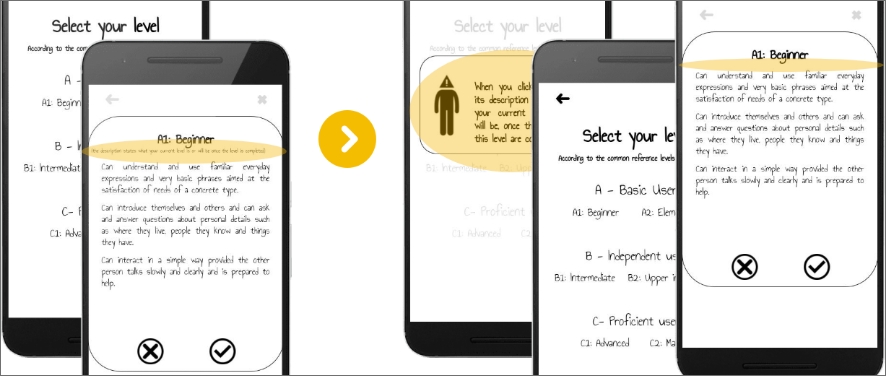 Select your level
According to the com
A -
A1: Beginn
B - I
B1: Intermediat
C- F
C1: Adva
A1: Beginner
the description states what your current level is or will be once the level is completed.
Can understand and use familiar everyday
expressions and very basic phrases aimed at the
satisfaction of needs of a concrete type.
Can introduce themselves and others and can ask
and answer questions about personal details such
as where they live, people they know and things
they have.
Can interact in a simple way provided the other
person talks slowly and clearly and is prepared to
help.
Select your level
According to the common reference l
When you click
its description
your current
will be, once th
this level are co
B1: Intermediate B2: Upper
C- Proficient
C1: Advanced C2
Select your le
According to the common reference levels
A - Basic User
A1: Beginner A2: Elem
B - Independent us
B1: Intermediate B2: Upper i
C- Proficient use
C1: Advanced C2: Ma
A1: Beginner
Can understand and use familiar everyday
expressions and very basic phrases aimed at the
satisfaction of needs of a concrete type.
Can introduce themselves and others and can ask
and answer questions about personal details such
as where they live, people they know and things
they have.
Can interact in a simple way provided the other
person talks slowly and clearly and is prepared to
help.